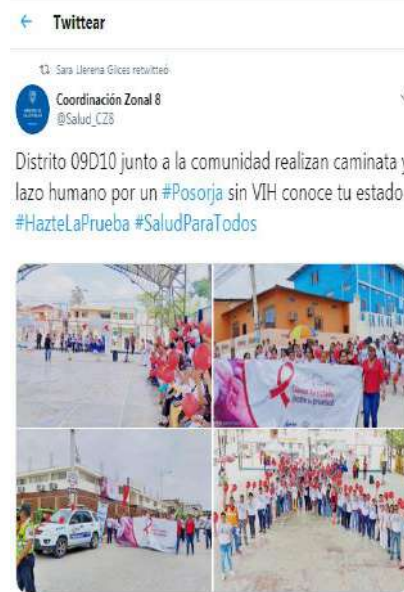 Twittear
Sara Llerena Gilces retwitteó
Coordinación Zonal 8
@Salud_CZ8
Distrito 09D10 junto a la comunidad realizan caminata y
lazo humano por un #Posorja sin VIH conoce tu estado
#HazteLaPrueba #SaludParaTodos